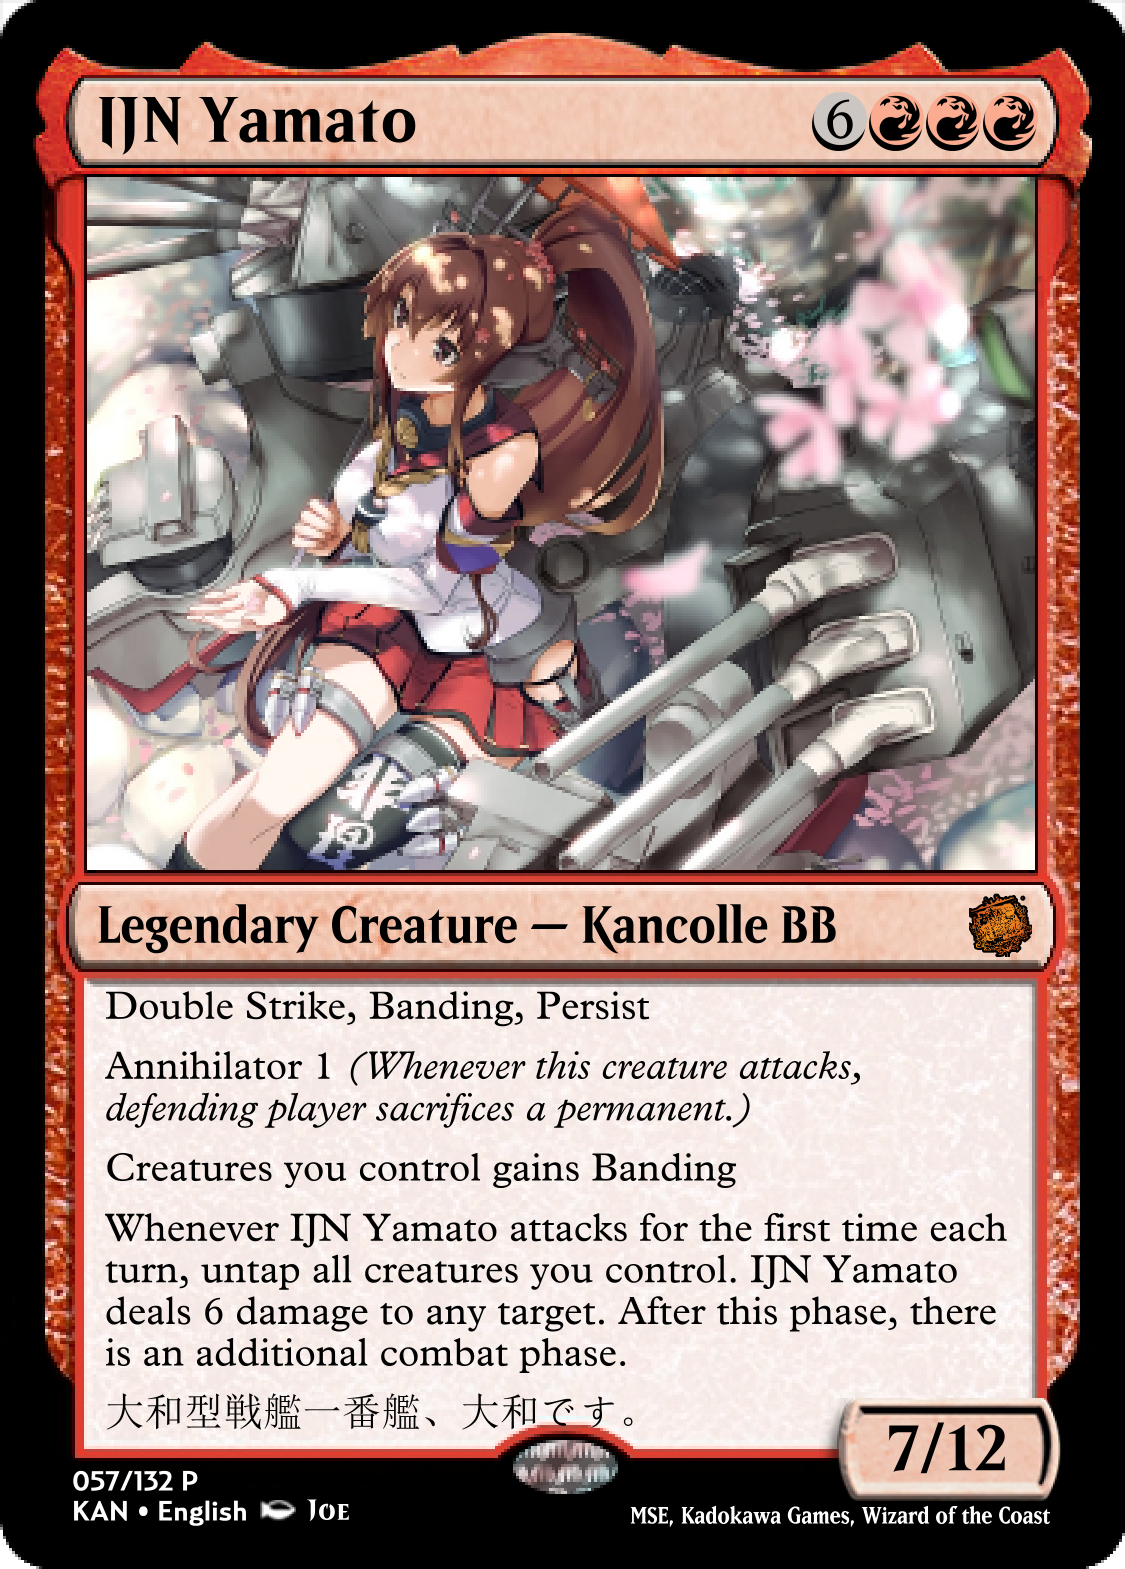 IJN Yamato 6
Legendary Creature — Kancolle BB
Double Strike, Banding, Persist
Annihilator 1 (Whenever this creature attacks,
defending player sacrifices a permanent.)
Creatures you control gains Banding
Whenever IJN Yamato attacks for the first time each
turn, untap all creatures you control. IJN Yamato
deals 6 damage to any target. After this phase, there
is an additional combat phase.
大和型戦艦一番艦、大和です。
7/12
057/132 P
KAN • English JOE
MSE, Kadokawa Games, Wizard of the Coast